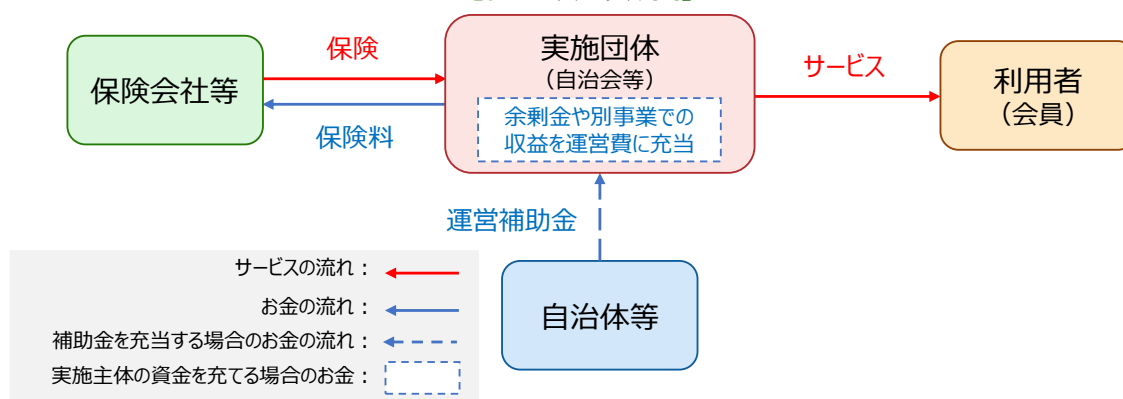 保険会社等
保険
保険料
実施団体
（自治会等）
余剰金や別事業での
収益を運営費に充当
サービス
利用者
（会員）
運営補助金
自治体等
サービスの流れ：
お金の流れ：
補助金を充当する場合のお金の流れ：
実施主体の資金を充てる場合のお金：